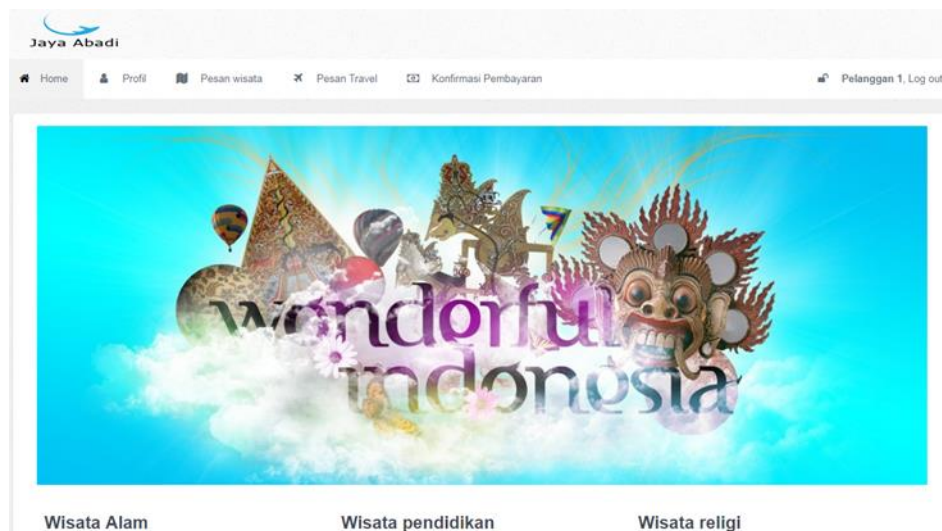 Jaya Abadi
Home Profil Pesan wisata Pesan Travel Konfirmasi Pembayaran Pelanggan 1, Log out
wonderful
indonesia
Wisata Alam Wisata pendidikan Wisata religi